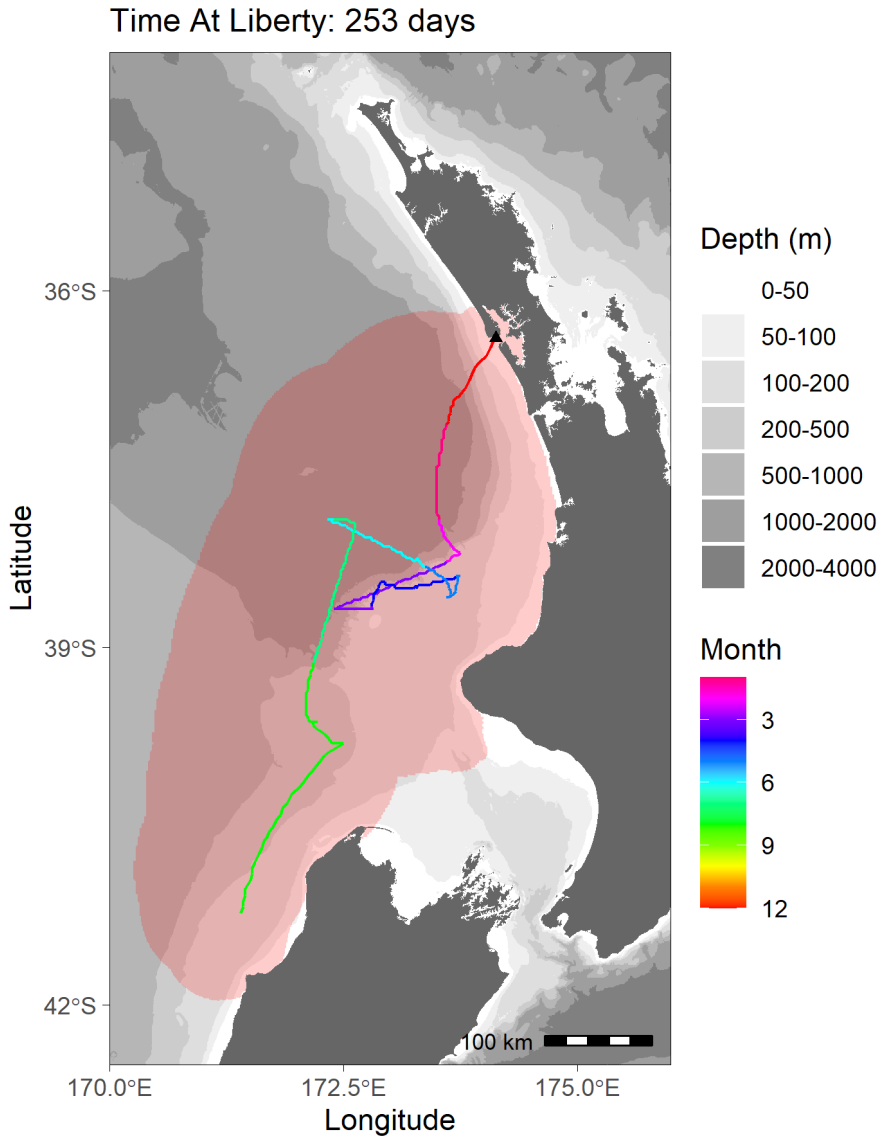 Time At Liberty: 253 days
36°S
39°S
42°S
Latitude
170.0°E
172.5°E
175.0°E
Longitude
100 km
Depth (m)
0-50
50-100
100-200
200-500
500-1000
1000-2000
2000-4000
Month
3
6
9
12